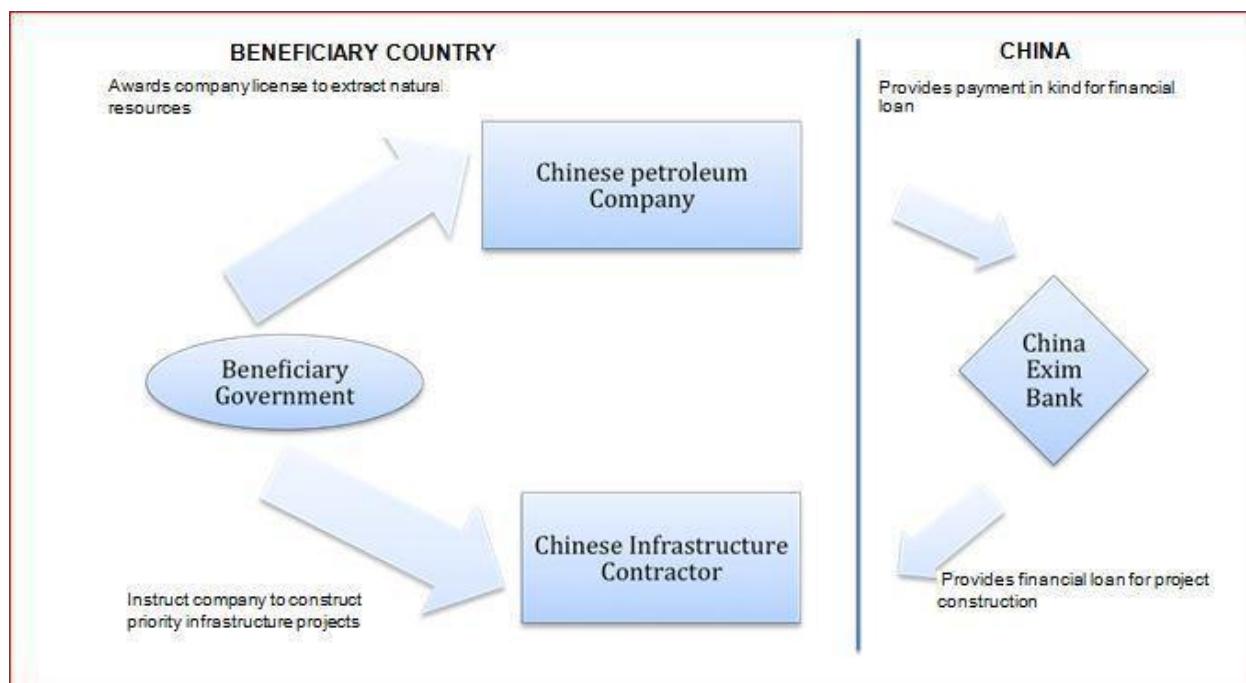 BENEFICIARY COUNTRY
Awards company license to extract natural
resources
Chinese petroleum
Company
Beneficiary
Government
Chinese Infrastructure
Contractor
Instruct company to construct
priority infrastructure projects
CHINA
Provides payment in kind for financial
loan
China
Exim
Bank
Provides financial loan for project
construction